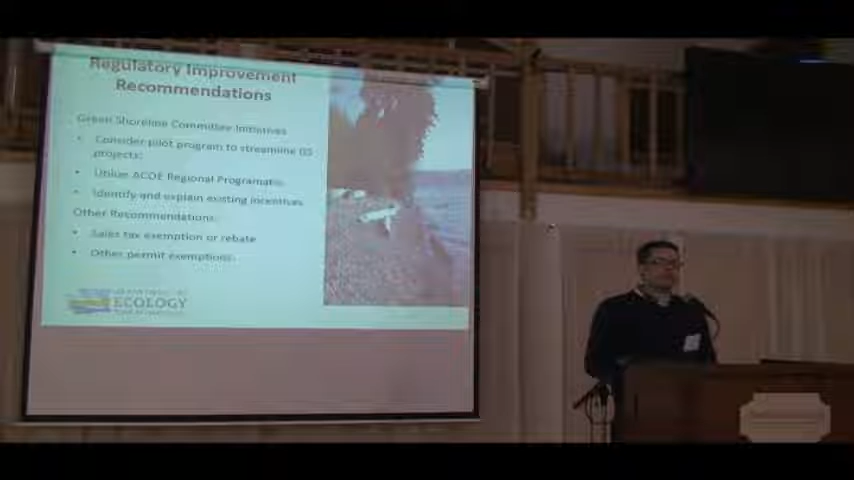 Regulatory Improvement
Recommendations
Green Shoreline Committee Initiatives
• Consider pilot program to streamline GS
projects;
• Utilize ACOE Regional Programatic
• Identify and explain existing incentives
Other Recommendations:
• Sales tax exemption or rebate
• Other permit exemptions
ECOLOGY